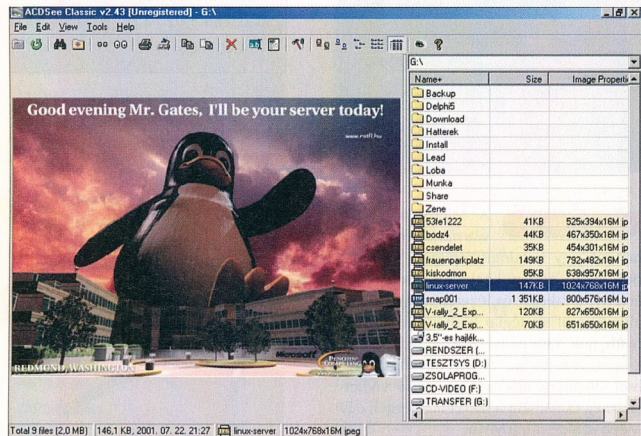 ACDSee Classic v2.43 [Unregistered] - G:\
File Edit View Tools Help
G:\
Good evening Mr. Gates, I'll be your server today!
Microsoft
REDMOND, WASHINGTON
Name+ Size Image Properti
Backup
Delphi5
Download
Hatterek
Install
Lead
Loba
Munka
Share
Zene
53fe1222 41KB 525x394x16M jp
bodz4 44KB 467x350x16M jp
csendelet 35KB 454x301x16M jp
frauenparkplatz 149KB 792x482x16M jp
kiskodmon 85KB 638x957x16M jp
linux-server 147KB 1024x768x16M jp
snap001 1 351KB 800x576x16M br
V-rally_2_Exp... 120KB 827x650x16M jp
V-rally_2_Exp... 70KB 651x650x16M jp
3,5"-es hajlék...
RENDSZER (...
TESZTSYS (D:)
ZSOLAPROG...
CD-VIDEO (F:)
TRANSFER (G:)
Total 9 files (2,0 MB) 146,1 KB, 2001. 07. 22. 21:27 linux-server 1024x768x16M jpeg